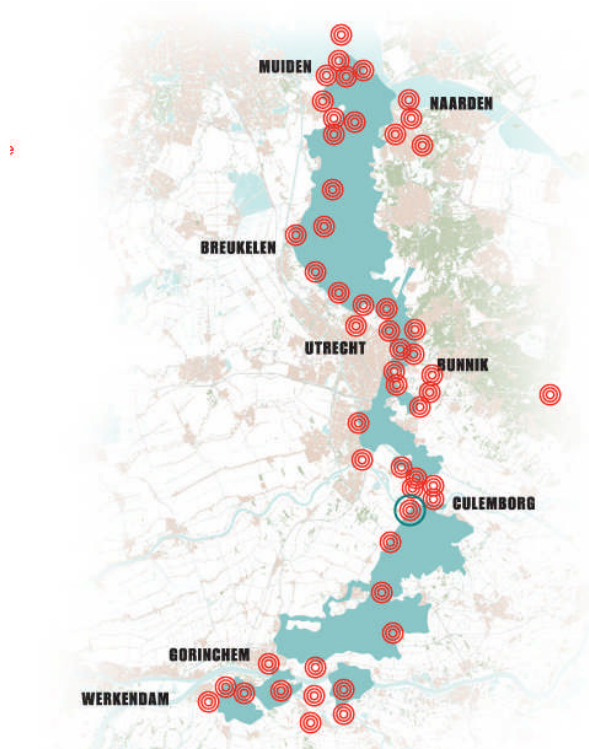 MUIDEN
NAARDEN
e
BREUKELEN
UTRECHT
BUNNIK
CULEMBORG
GORINCHEM
WERKENDAM